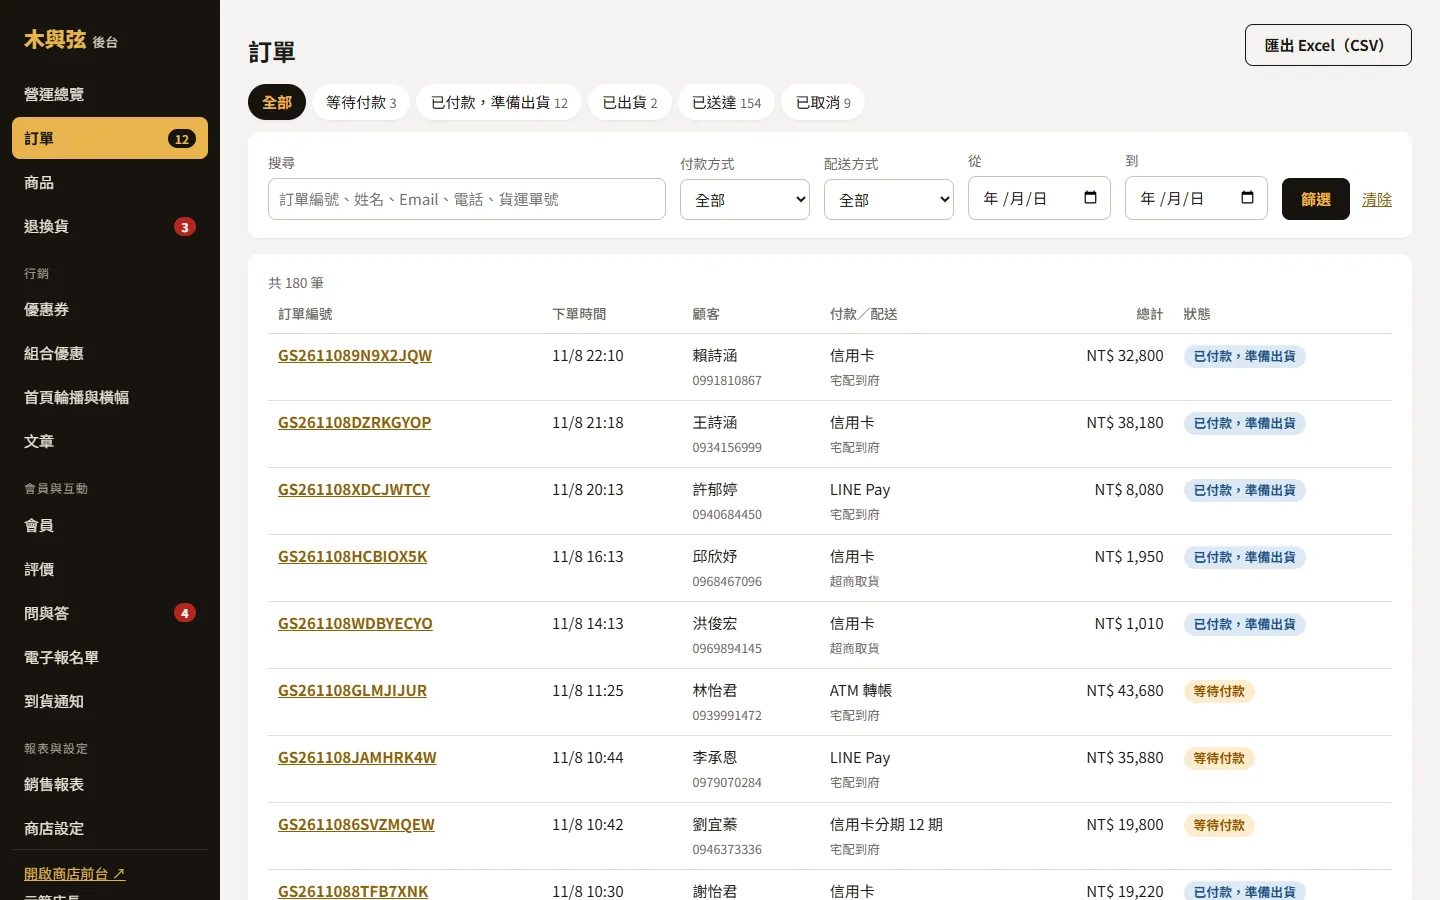 木與弦 後台
營運總覽
訂單 12
商品
退換貨 3
行銷
優惠券
組合優惠
首頁輪播與橫幅
文章
會員與互動
會員
評價
問與答 4
電子報名單
到貨通知
報表與設定
銷售報表
商店設定
開啟商店前台 ↗
訂單
匯出 Excel（CSV）
全部 等待付款 3 已付款，準備出貨 12 已出貨 2 已送達 154 已取消 9
搜尋 付款方式 配送方式 從 到
訂單編號、姓名、Email、電話、貨運單號 全部 全部 年 /月/日 年 /月/日 篩選 清除
共 180 筆
訂單編號 下單時間 顧客 付款／配送 總計 狀態
GS2611089N9X2JQW 11/8 22:10 賴詩涵 信用卡 NT$ 32,800 已付款，準備出貨
0991810867 宅配到府
GS261108DZRKGYOP 11/8 21:18 王詩涵 信用卡 NT$ 38,180 已付款，準備出貨
0934156999 宅配到府
GS261108XDCJWTCY 11/8 20:13 許郁婷 LINE Pay NT$ 8,080 已付款，準備出貨
0940684450 宅配到府
GS261108HCBIOX5K 11/8 16:13 邱欣妤 信用卡 NT$ 1,950 已付款，準備出貨
0968467096 超商取貨
GS261108WDBYECYO 11/8 14:13 洪俊宏 信用卡 NT$ 1,010 已付款，準備出貨
0969894145 超商取貨
GS261108GLMJIJUR 11/8 11:25 林怡君 ATM 轉帳 NT$ 43,680 等待付款
0939991472 宅配到府
GS261108JAMHRK4W 11/8 10:44 李承恩 LINE Pay NT$ 35,880 等待付款
0979070284 宅配到府
GS2611086SVZMQEW 11/8 10:42 劉宜蓁 信用卡分期 12 期 NT$ 19,800 等待付款
0946373336 宅配到府
GS2611088TFB7XNK 11/8 10:30 謝怡君 信用卡 NT$ 19,220 已付款，準備出貨